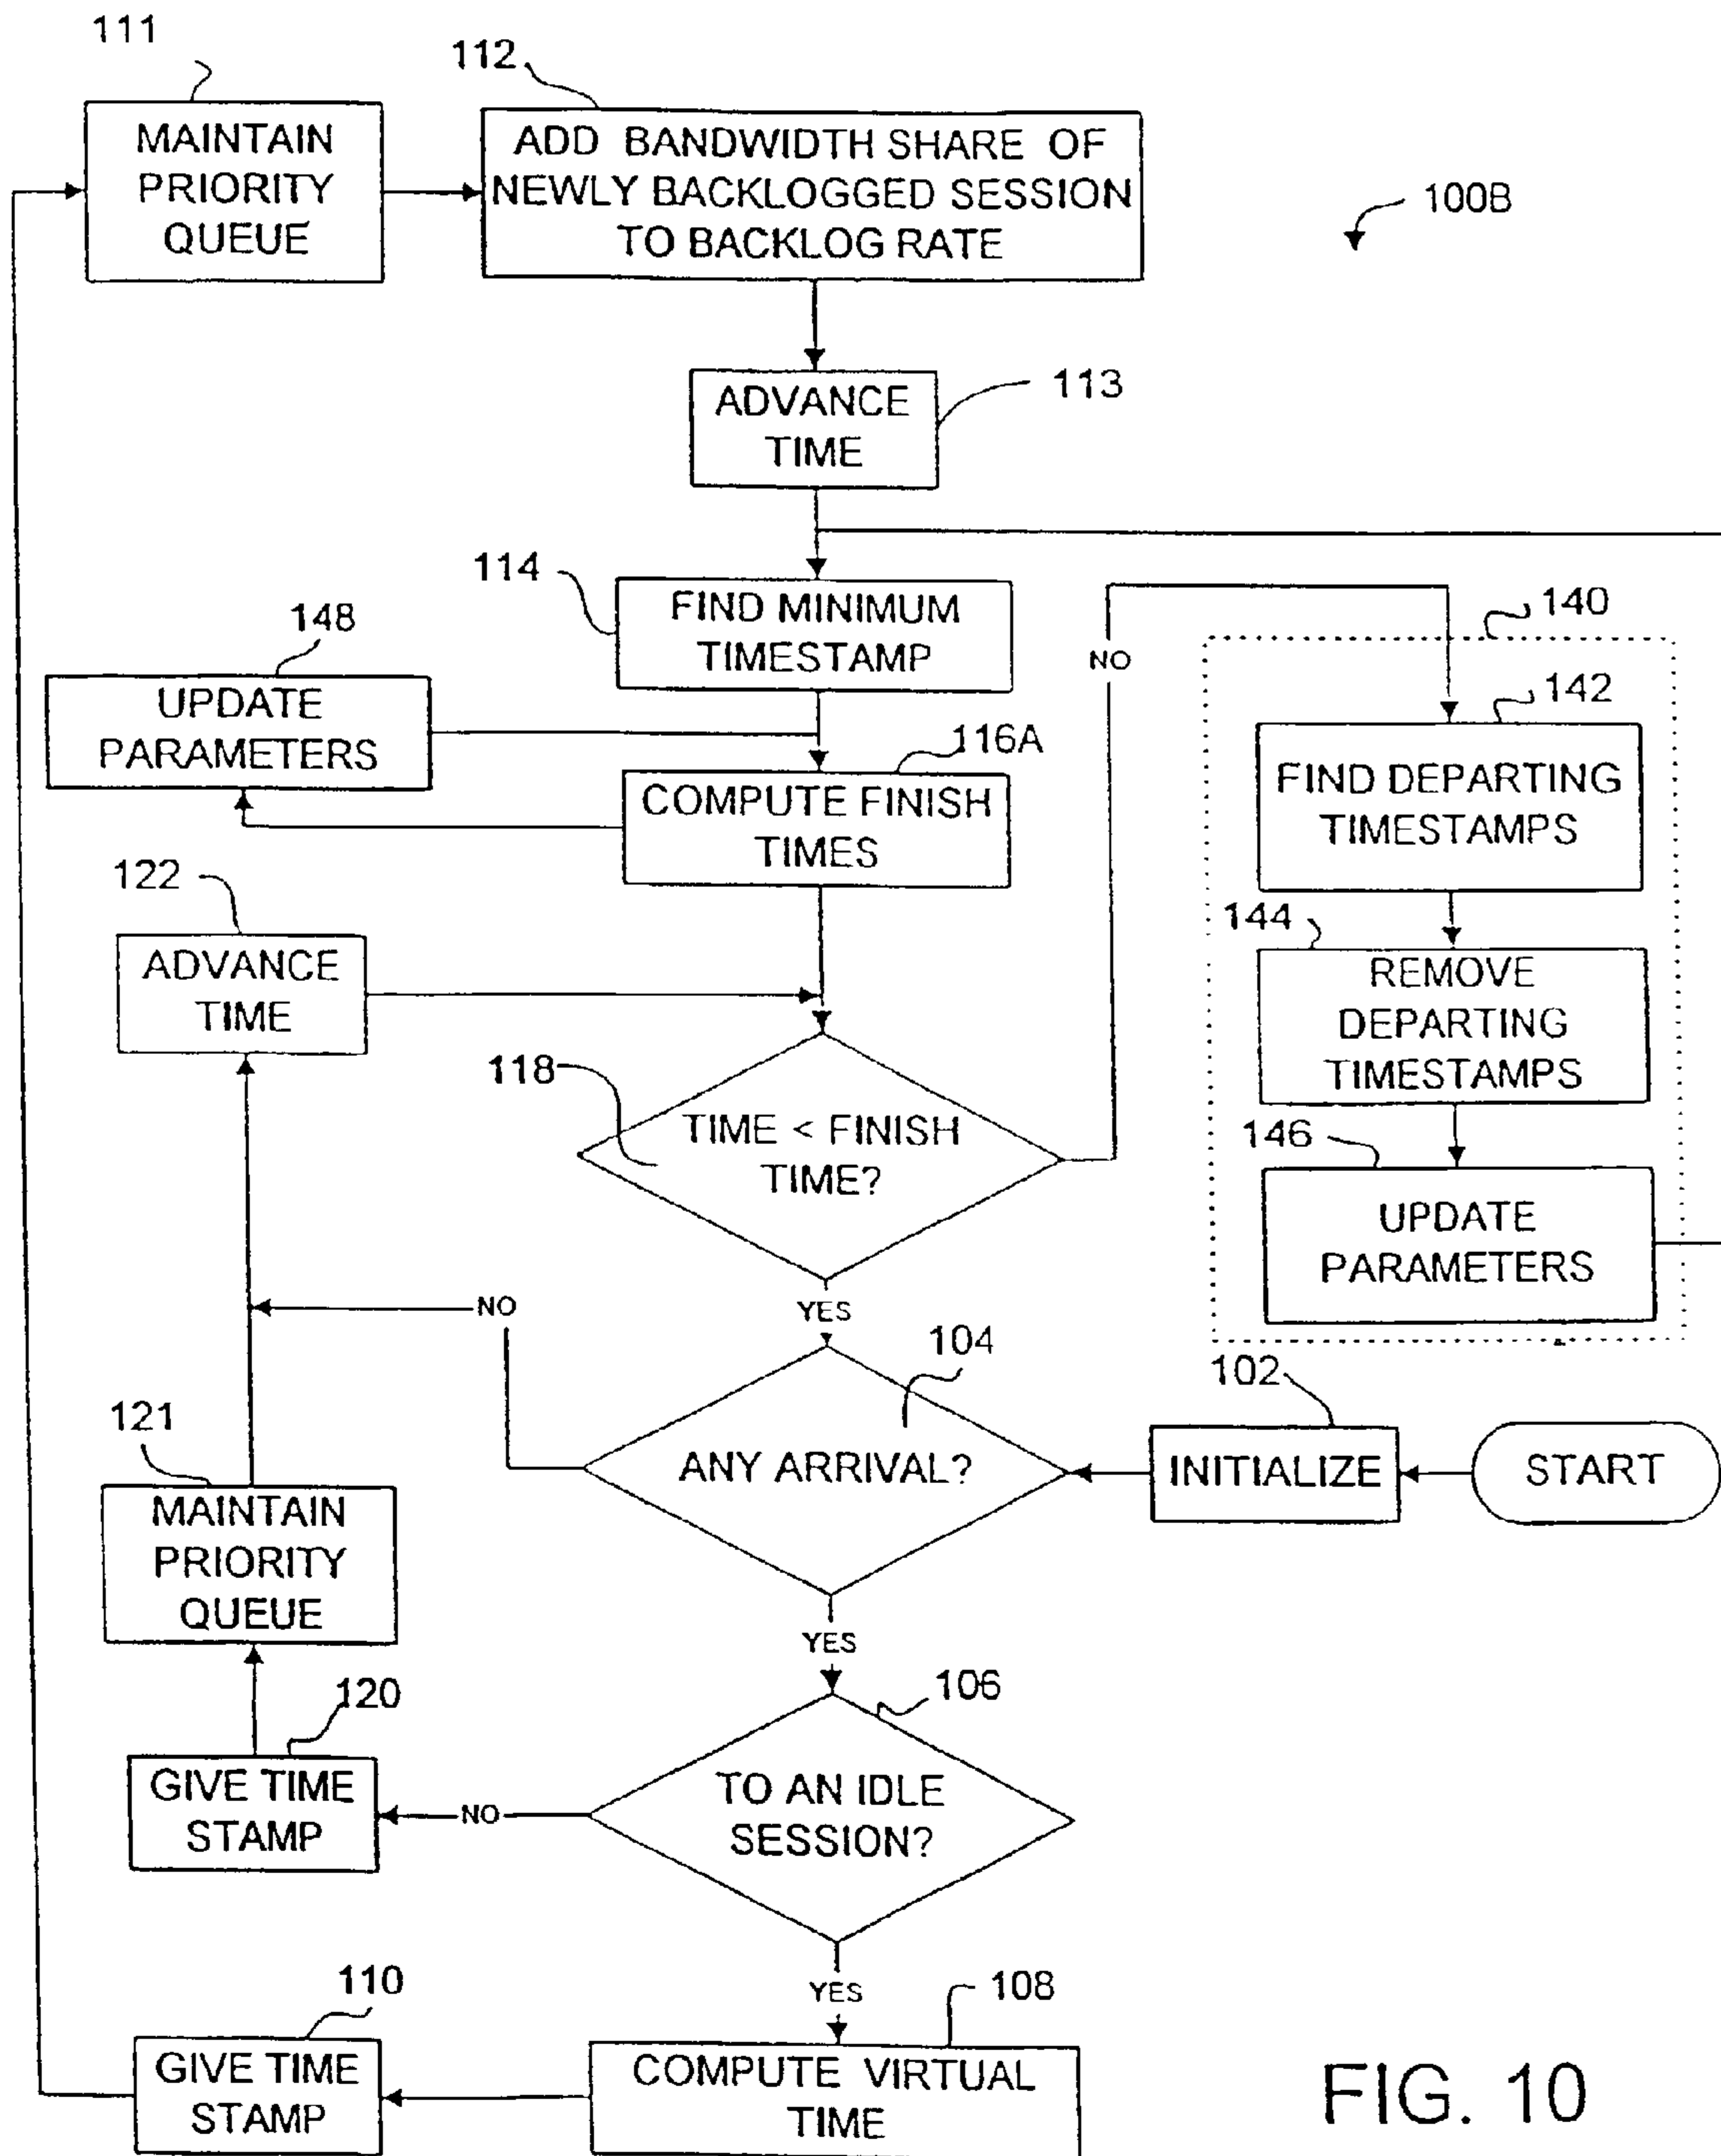 111
112
MAINTAIN
PRIORITY
QUEUE
ADD BANDWIDTH SHARE OF
NEWLY BACKLOGGED SESSION
TO BACKLOG RATE
100B
ADVANCE
TIME
113
114
FIND MINIMUM
TIMESTAMP
148
UPDATE
PARAMETERS
116A
COMPUTE FINISH
TIMES
NO
140
142
FIND DEPARTING
TIMESTAMPS
144
REMOVE
DEPARTING
TIMESTAMPS
146
UPDATE
PARAMETERS
122
ADVANCE
TIME
118
TIME < FINISH
TIME?
YES
NO
104
ANY ARRIVAL?
102
INITIALIZE
START
121
MAINTAIN
PRIORITY
QUEUE
YES
120
GIVE TIME
STAMP
NO
106
TO AN IDLE
SESSION?
YES
110
GIVE TIME
STAMP
108
COMPUTE VIRTUAL
TIME
FIG. 10